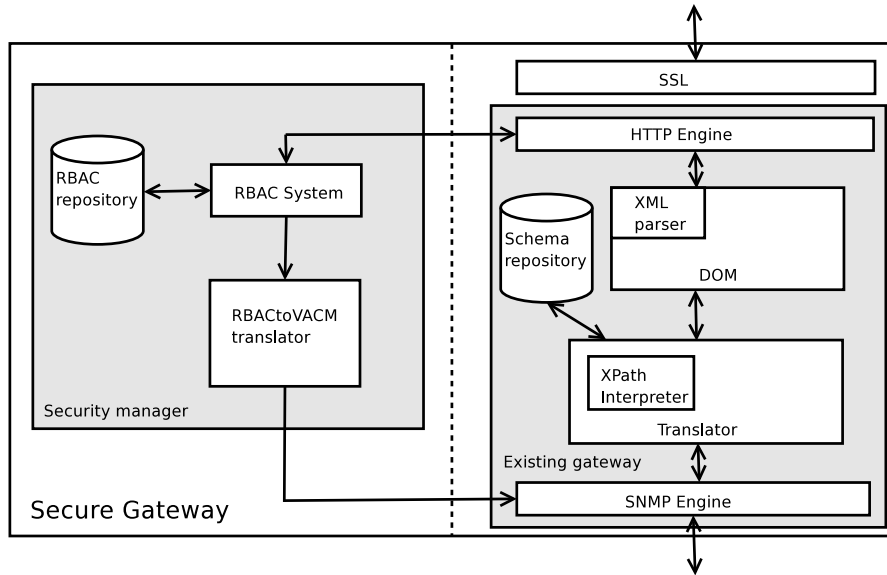 SSL
HTTP Engine
RBAC
repository
RBAC System
XML
parser
Schema
repository
DOM
RBACtoVACM
translator
XPath
Interpreter
Security manager
Translator
Existing gateway
Secure Gateway
SNMP Engine